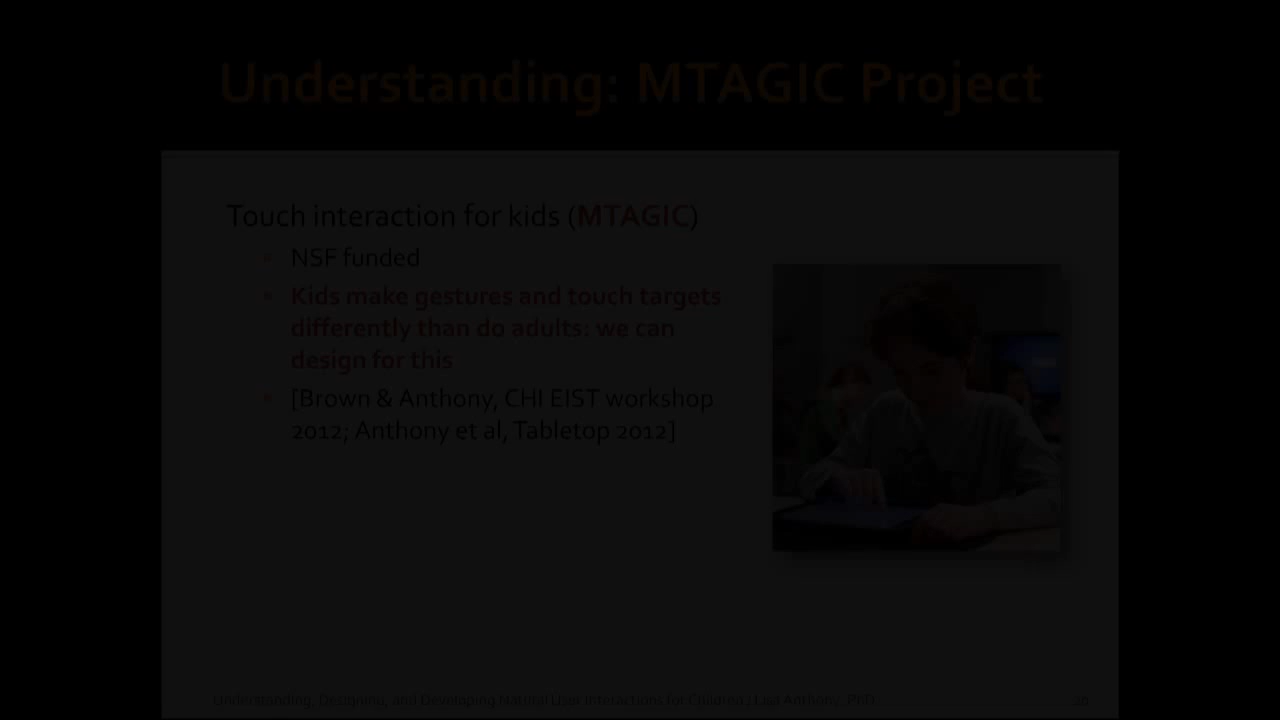 Understanding: MTAGIC Project
Touch interaction for kids (MTAGIC)
NSF funded
Kids make gestures and touch targets
differently than do adults: we can
design for this
[Brown & Anthony, CHI EIST workshop
2012; Anthony et al, Tabletop 2012]
Understanding, Designing, and Developing Natural User Interactions for Children | Lisa Anthony, PhD
20